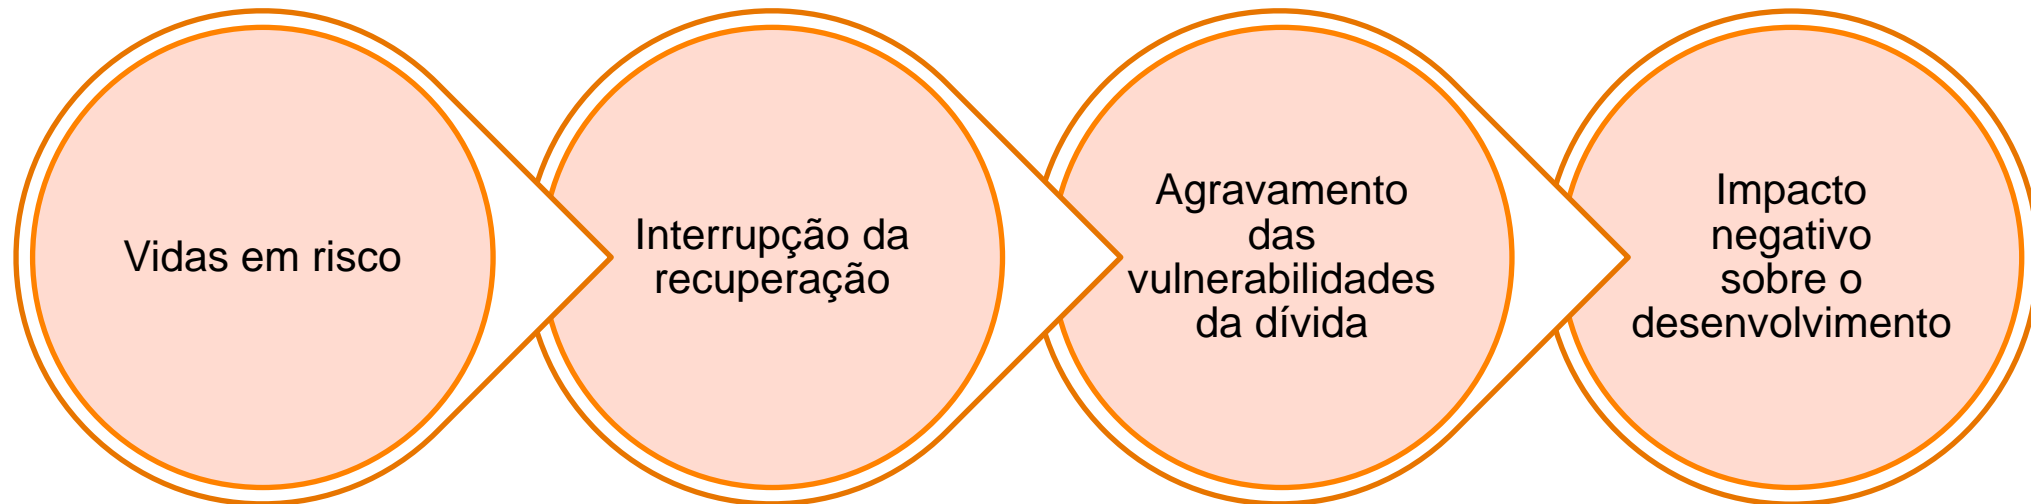 Vidas em risco
Interrupção da
recuperação
Agravamento
das
vulnerabilidades
da dívida
Impacto
negativo
sobre o
desenvolvimento